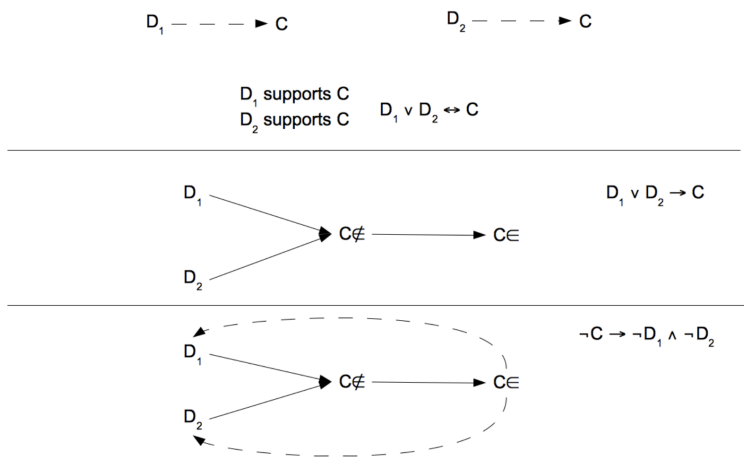 D₁ C D₂ C
D₁ supports C
D₂ supports C D₁ ∨ D₂ ↔ C
D₁ D₁ ∨ D₂ → C
C∉ C∈
D₂
¬C → ¬D₁ ∧ ¬D₂
D₁
C∉ C∈
D₂